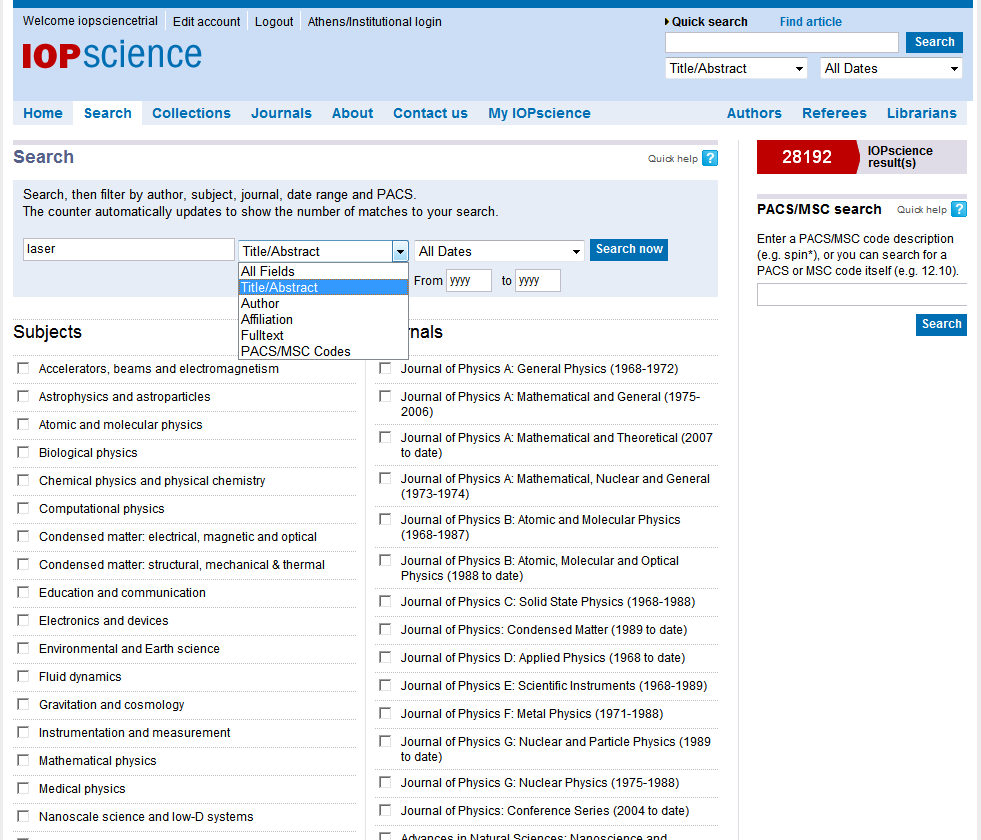 Welcome iopsciencetrial Edit account Logout Athens/Institutional login
Quick search Find article
Search
IOPscience
Title/Abstract All Dates
Home Search Collections Journals About Contact us My IOPscience Authors Referees Librarians
Search
Quick help ?
Search, then filter by author, subject, journal, date range and PACS.
The counter automatically updates to show the number of matches to your search.
laser Title/Abstract All Dates Search now
All Fields
Title/Abstract
Author
Affiliation
Fulltext
PACS/MSC Codes
From yyyy to yyyy
28192 IOPscience
result(s)
PACS/MSC search Quick help ?
Enter a PACS/MSC code description
(e.g. spin*), or you can search for a
PACS or MSC code itself (e.g. 12.10).
Search
Subjects
Accelerators, beams and electromagnetism
Astrophysics and astroparticles
Atomic and molecular physics
Biological physics
Chemical physics and physical chemistry
Computational physics
Condensed matter: electrical, magnetic and optical
Condensed matter: structural, mechanical & thermal
Education and communication
Electronics and devices
Environmental and Earth science
Fluid dynamics
Gravitation and cosmology
Instrumentation and measurement
Mathematical physics
Medical physics
Nanoscale science and low-D systems
rnals
Journal of Physics A: General Physics (1968-1972)
Journal of Physics A: Mathematical and General (1975-
2006)
Journal of Physics A: Mathematical and Theoretical (2007
to date)
Journal of Physics A: Mathematical, Nuclear and General
(1973-1974)
Journal of Physics B: Atomic and Molecular Physics
(1968-1987)
Journal of Physics B: Atomic, Molecular and Optical
Physics (1988 to date)
Journal of Physics C: Solid State Physics (1968-1988)
Journal of Physics: Condensed Matter (1989 to date)
Journal of Physics D: Applied Physics (1968 to date)
Journal of Physics E: Scientific Instruments (1968-1989)
Journal of Physics F: Metal Physics (1971-1988)
Journal of Physics G: Nuclear and Particle Physics (1989
to date)
Journal of Physics G: Nuclear Physics (1975-1988)
Journal of Physics: Conference Series (2004 to date)
Advances in Natural Sciences: Nanoscience and